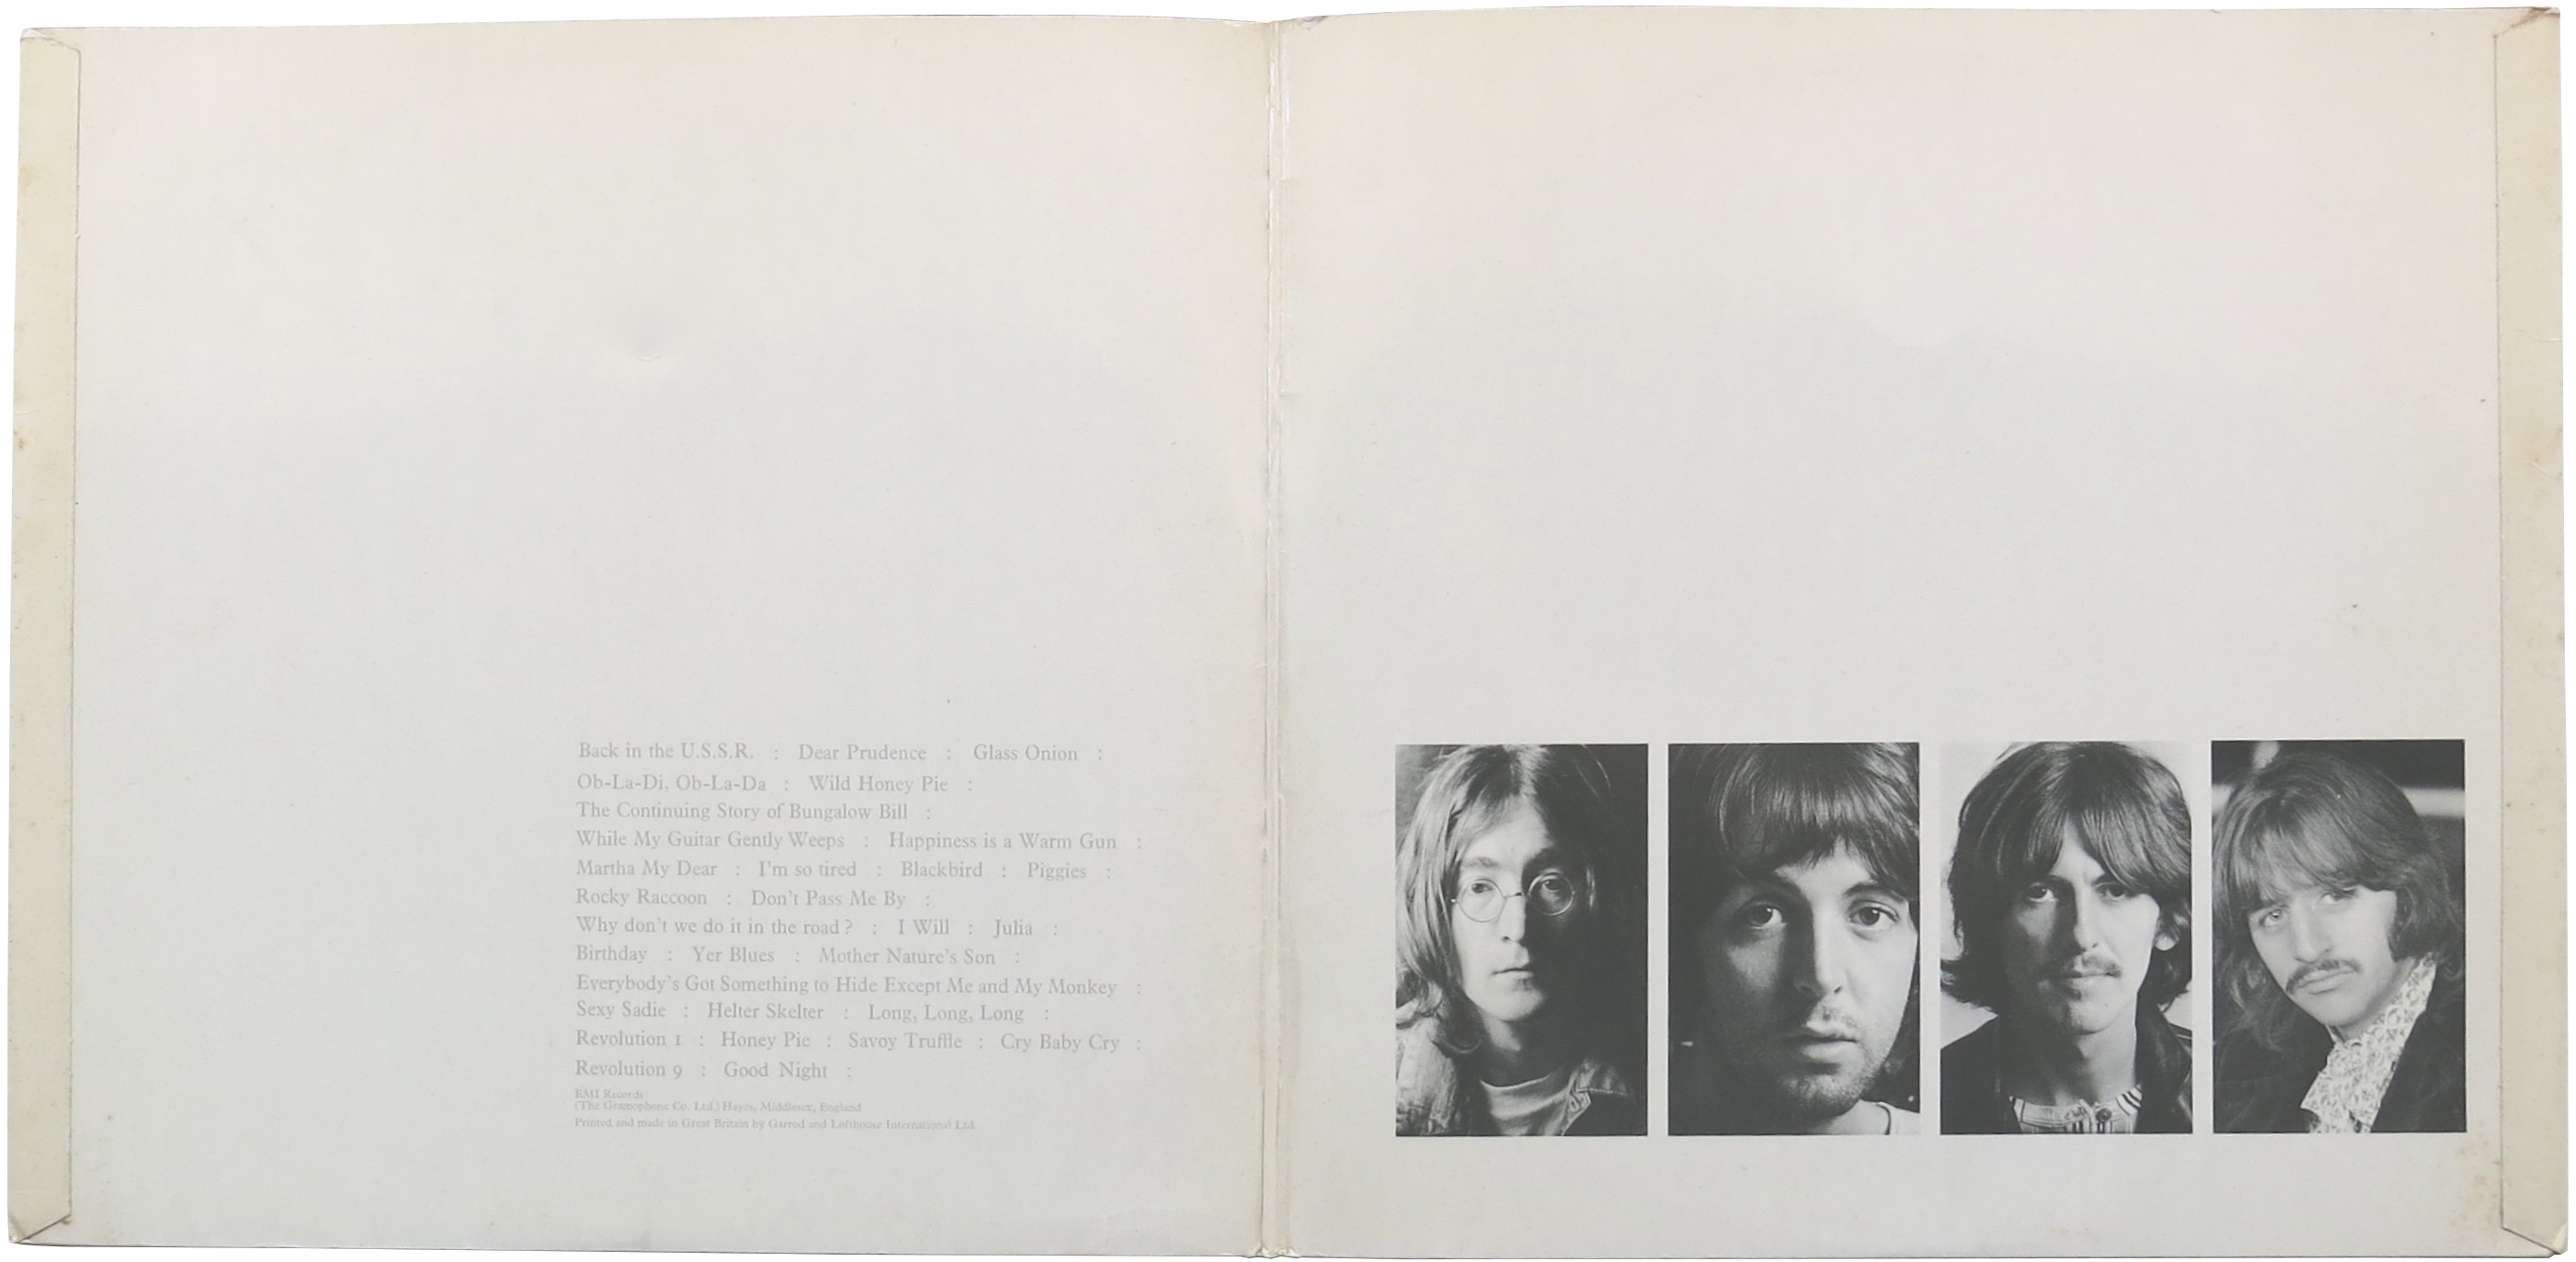 Back in the U.S.S.R. : Dear Prudence : Glass Onion :
Ob-La-Di, Ob-La-Da : Wild Honey Pie :
The Continuing Story of Bungalow Bill :
While My Guitar Gently Weeps : Happiness is a Warm Gun :
Martha My Dear : I'm so tired : Blackbird : Piggies :
Rocky Raccoon : Don't Pass Me By :
Why don't we do it in the road? : I Will : Julia :
Birthday : Yer Blues : Mother Nature's Son :
Everybody's Got Something to Hide Except Me and My Monkey :
Sexy Sadie : Helter Skelter : Long, Long, Long :
Revolution 1 : Honey Pie : Savoy Truffle : Cry Baby Cry :
Revolution 9 : Good Night :
EMI Records
(The Gramophone Co. Ltd.) Hayes, Middlesex, England
Printed and made in Great Britain by Garrod and Lofthouse International Ltd.